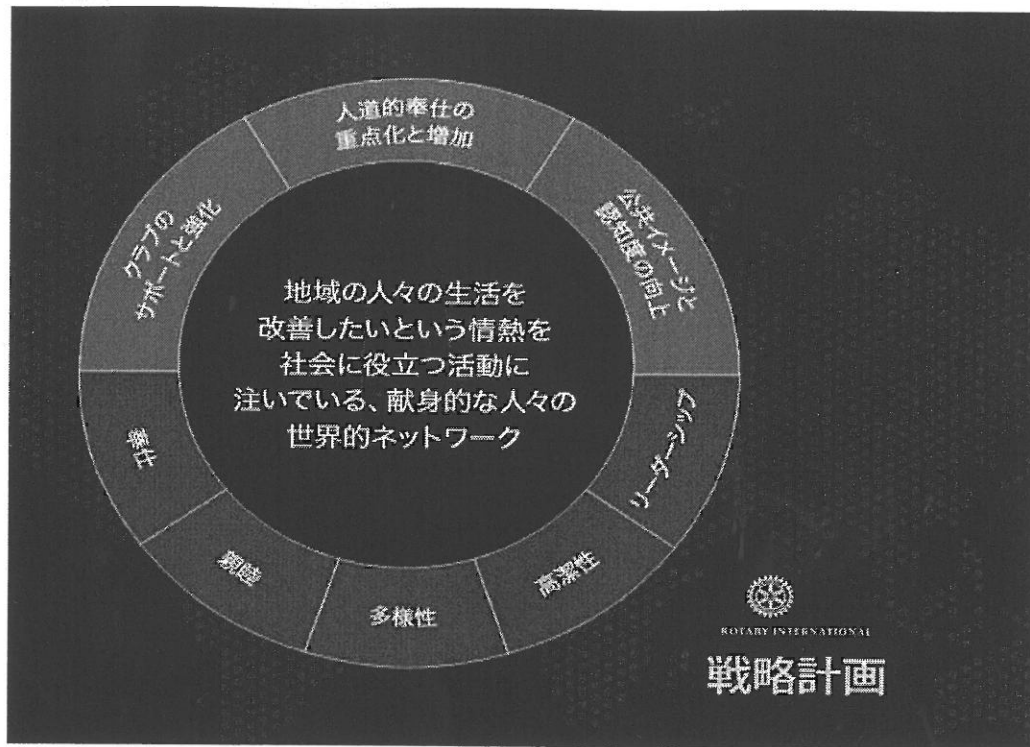 人道的奉仕の
重点化と増加
クラブの
サポートと強化
公共イメージと
認知度の向上
地域の人々の生活を
改善したいという情熱を
社会に役立つ活動に
注いでいる、献身的な人々の
世界的ネットワーク
奉仕
親睦
多様性
高潔性
リーダーシップ
ROTARY INTERNATIONAL
戦略計画